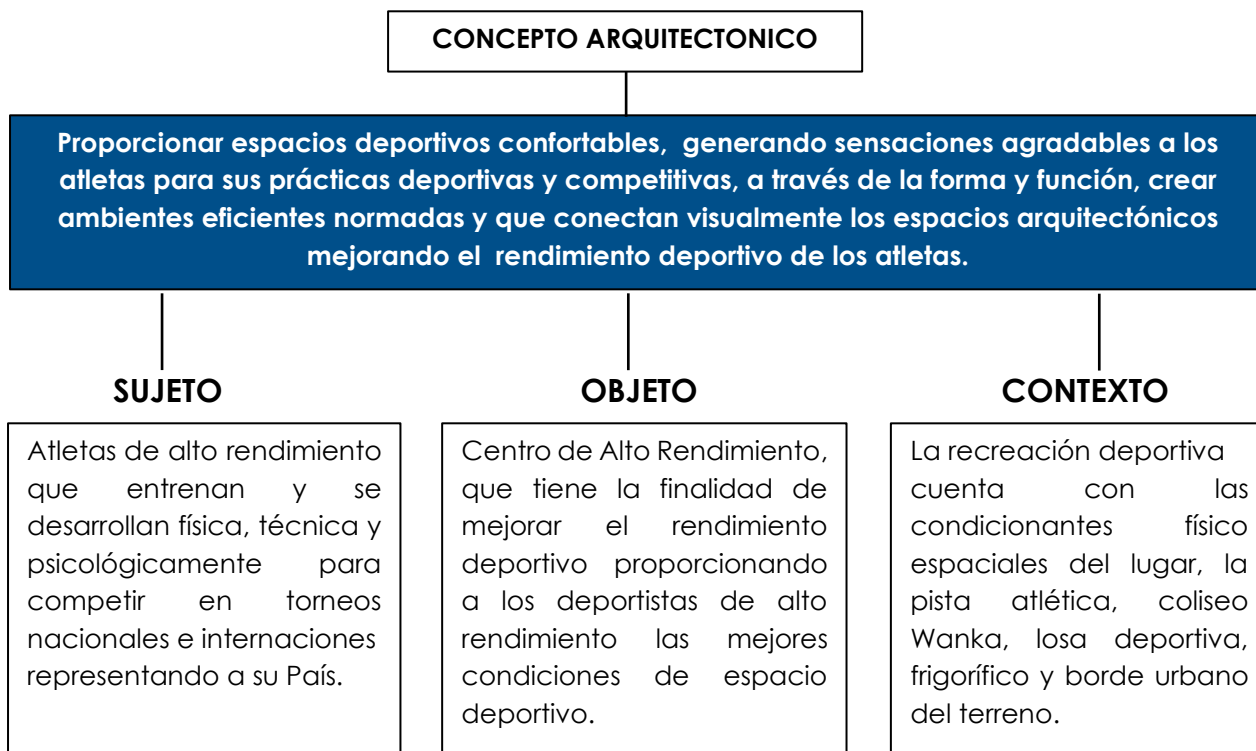 CONCEPTO ARQUITECTONICO
Proporcionar espacios deportivos confortables, generando sensaciones agradables a los
atletas para sus prácticas deportivas y competitivas, a través de la forma y función, crear
ambientes eficientes normadas y que conectan visualmente los espacios arquitectónicos
mejorando el rendimiento deportivo de los atletas.
SUJETO
Atletas de alto rendimiento
que entrenan y se
desarrollan física, técnica y
psicológicamente para
competir en torneos
nacionales e internaciones
representando a su País.
OBJETO
Centro de Alto Rendimiento,
que tiene la finalidad de
mejorar el rendimiento
deportivo proporcionando
a los deportistas de alto
rendimiento las mejores
condiciones de espacio
deportivo.
CONTEXTO
La recreación deportiva
cuenta con las
condicionantes físico
espaciales del lugar, la
pista atlética, coliseo
Wanka, losa deportiva,
frigorífico y borde urbano
del terreno.